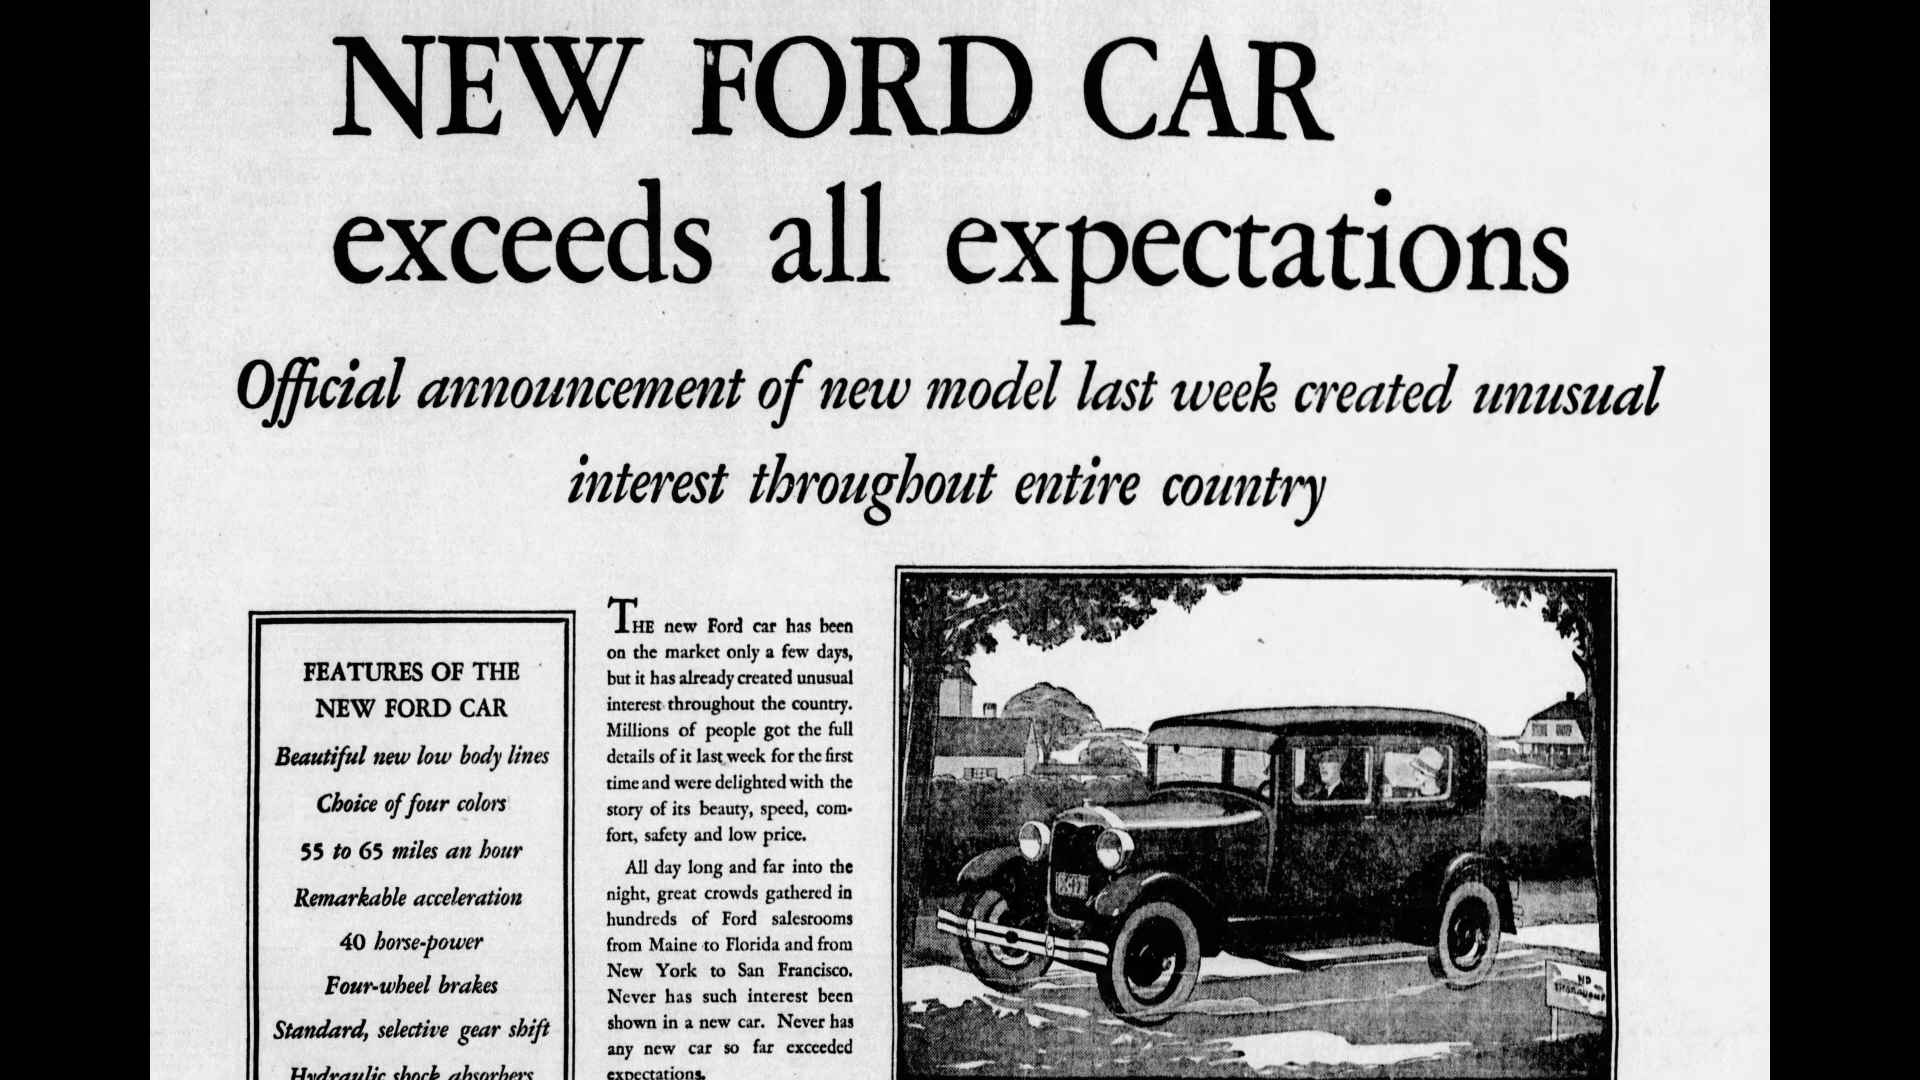 NEW FORD CAR
exceeds all expectations
Official announcement of new model last week created unusual
interest throughout entire country
FEATURES OF THE
NEW FORD CAR
Beautiful new low body lines
Choice of four colors
55 to 65 miles an hour
Remarkable acceleration
40 horse-power
Four-wheel brakes
Standard, selective gear shift
Hydraulic shock absorbers
THE new Ford car has been
on the market only a few days,
but it has already created unusual
interest throughout the country.
Millions of people got the full
details of it last week for the first
time and were delighted with the
story of its beauty, speed, com-
fort, safety and low price.
All day long and far into the
night, great crowds gathered in
hundreds of Ford salesrooms
from Maine to Florida and from
New York to San Francisco.
Never has such interest been
shown in a new car. Never has
any new car so far exceeded
expectations.
NO